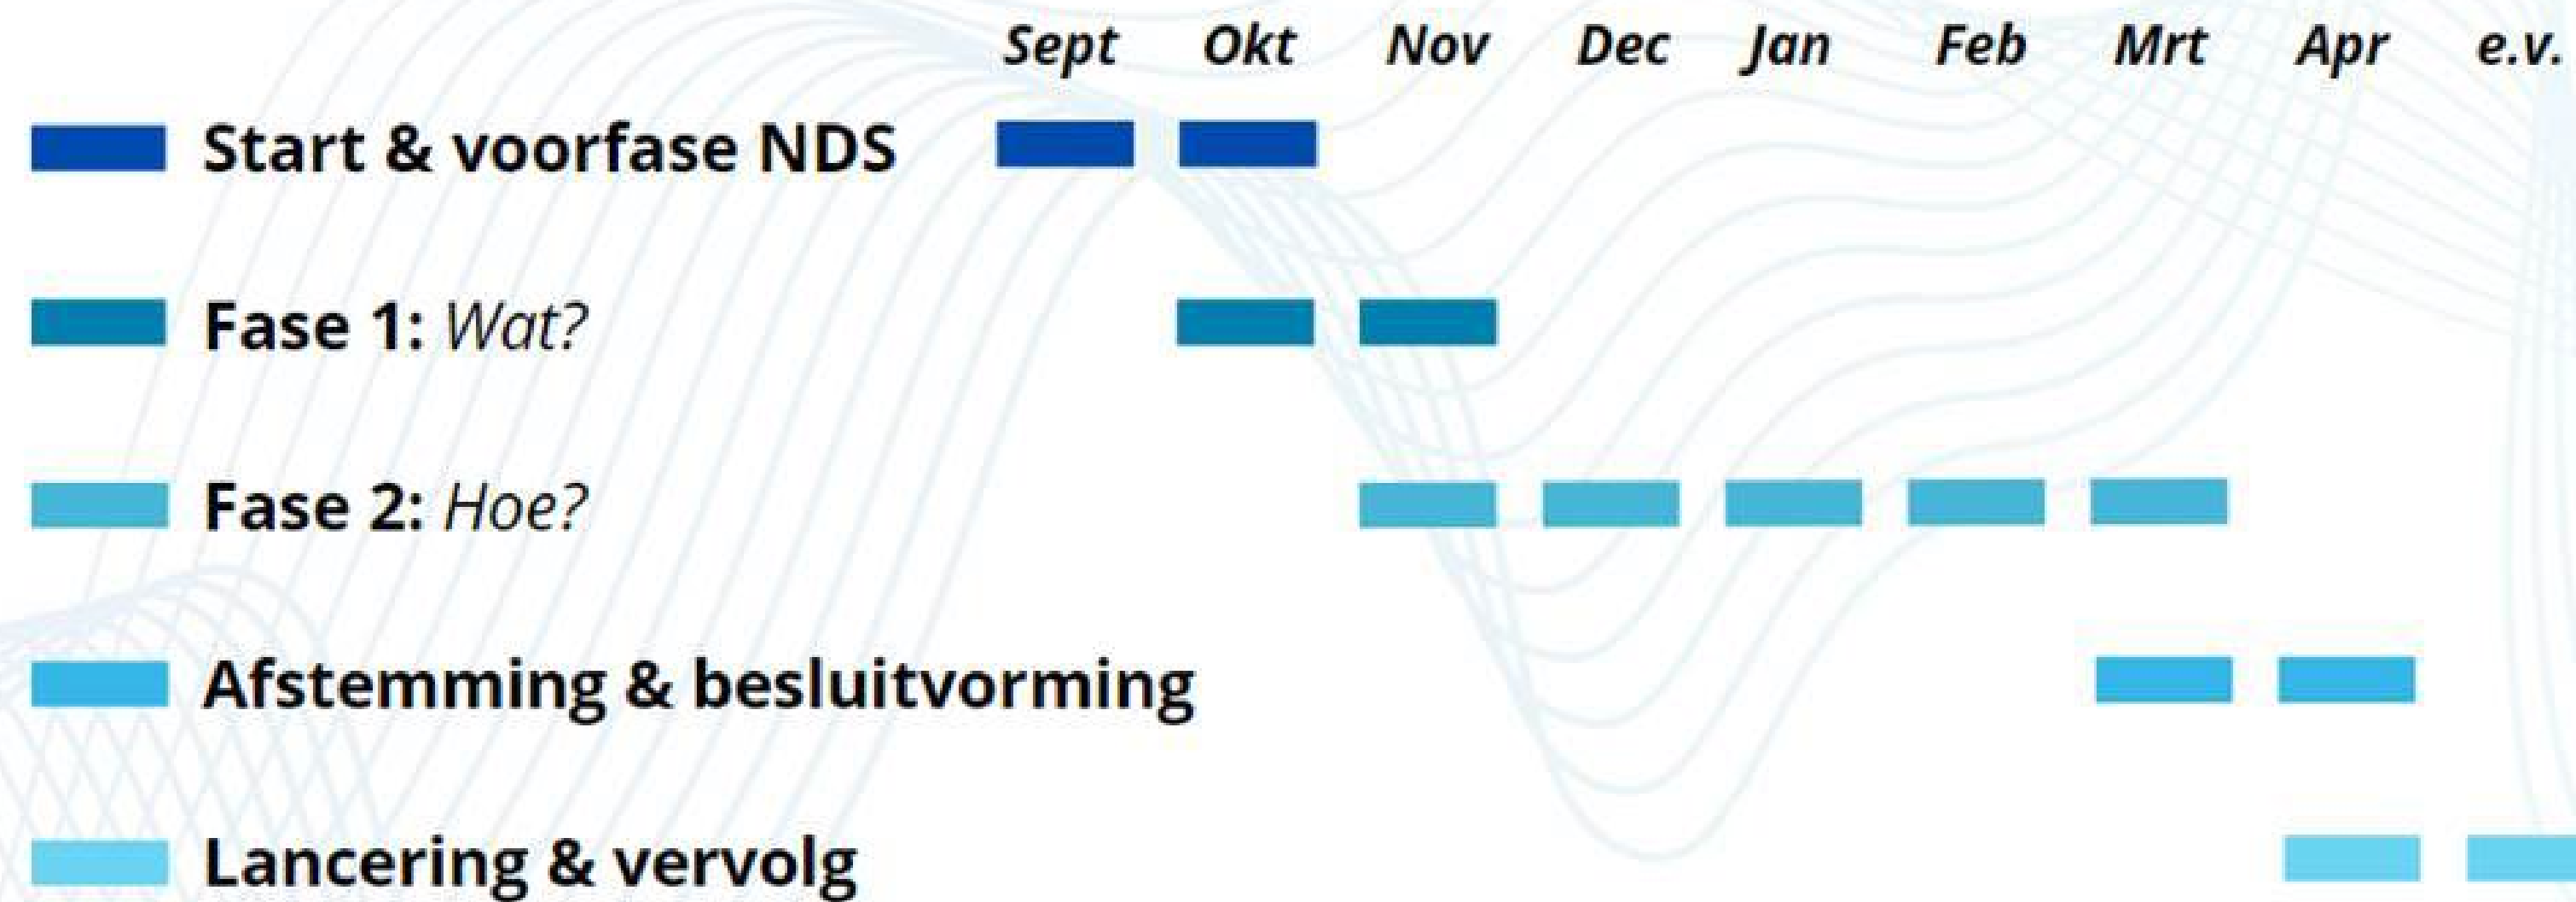 Sept Okt Nov Dec Jan Feb Mrt Apr e.v.
Start & voorfase NDS
Fase 1: Wat?
Fase 2: Hoe?
Afstemming & besluitvorming
Lancering & vervolg